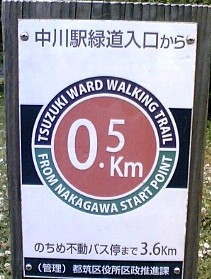 中川駅緑道入口から
TSUZUKI WARD WALKING TRAIL
0.5Km
FROM NAKAGAWA START POINT
のちめ不動バス停まで3.6Km
(管理) 都筑区役所区政推進課